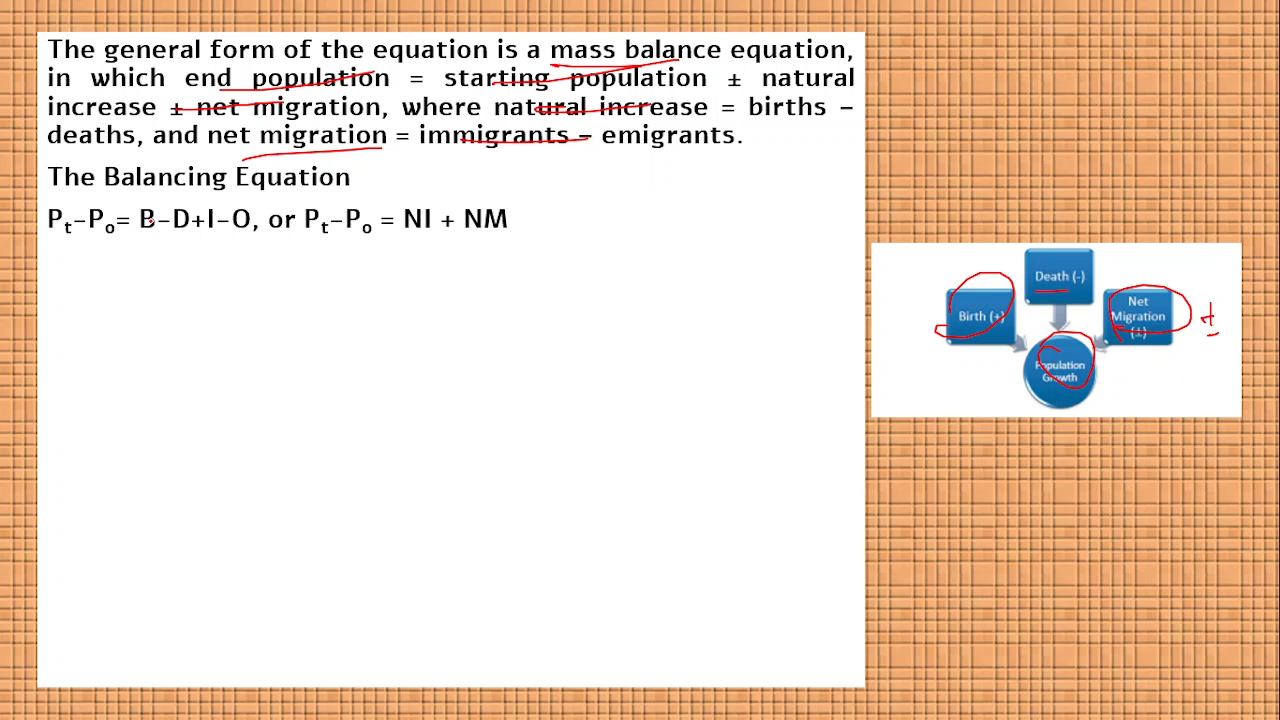 The general form of the equation is a mass balance equation,
in which end population = starting population ± natural
increase ± net migration, where natural increase = births –
deaths, and net migration = immigrants – emigrants.
The Balancing Equation
Pt–Po= B–D+I–O, or Pt–Po = NI + NM
Death (-)
Birth (+)
Net
Migration
(±)
±
Population
Growth